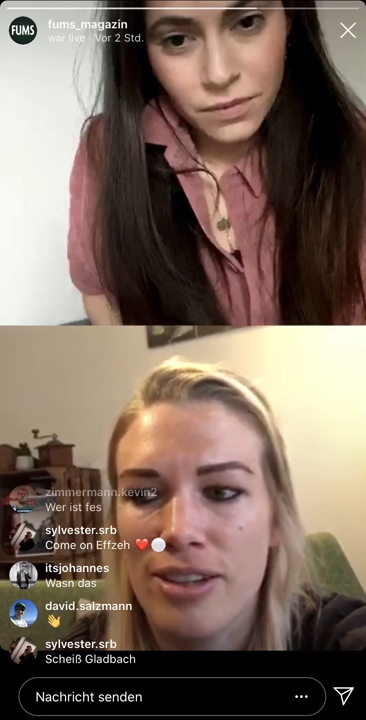 FUMS
fums_magazin
war live · Vor 2 Std.
zimmermann.kevin2
Wer ist fes
sylvester.srb
Come on Effzeh ❤️⚪
itsjohannes
Wasn das
david.salzmann
👋
sylvester.srb
Scheiß Gladbach
Nachricht senden